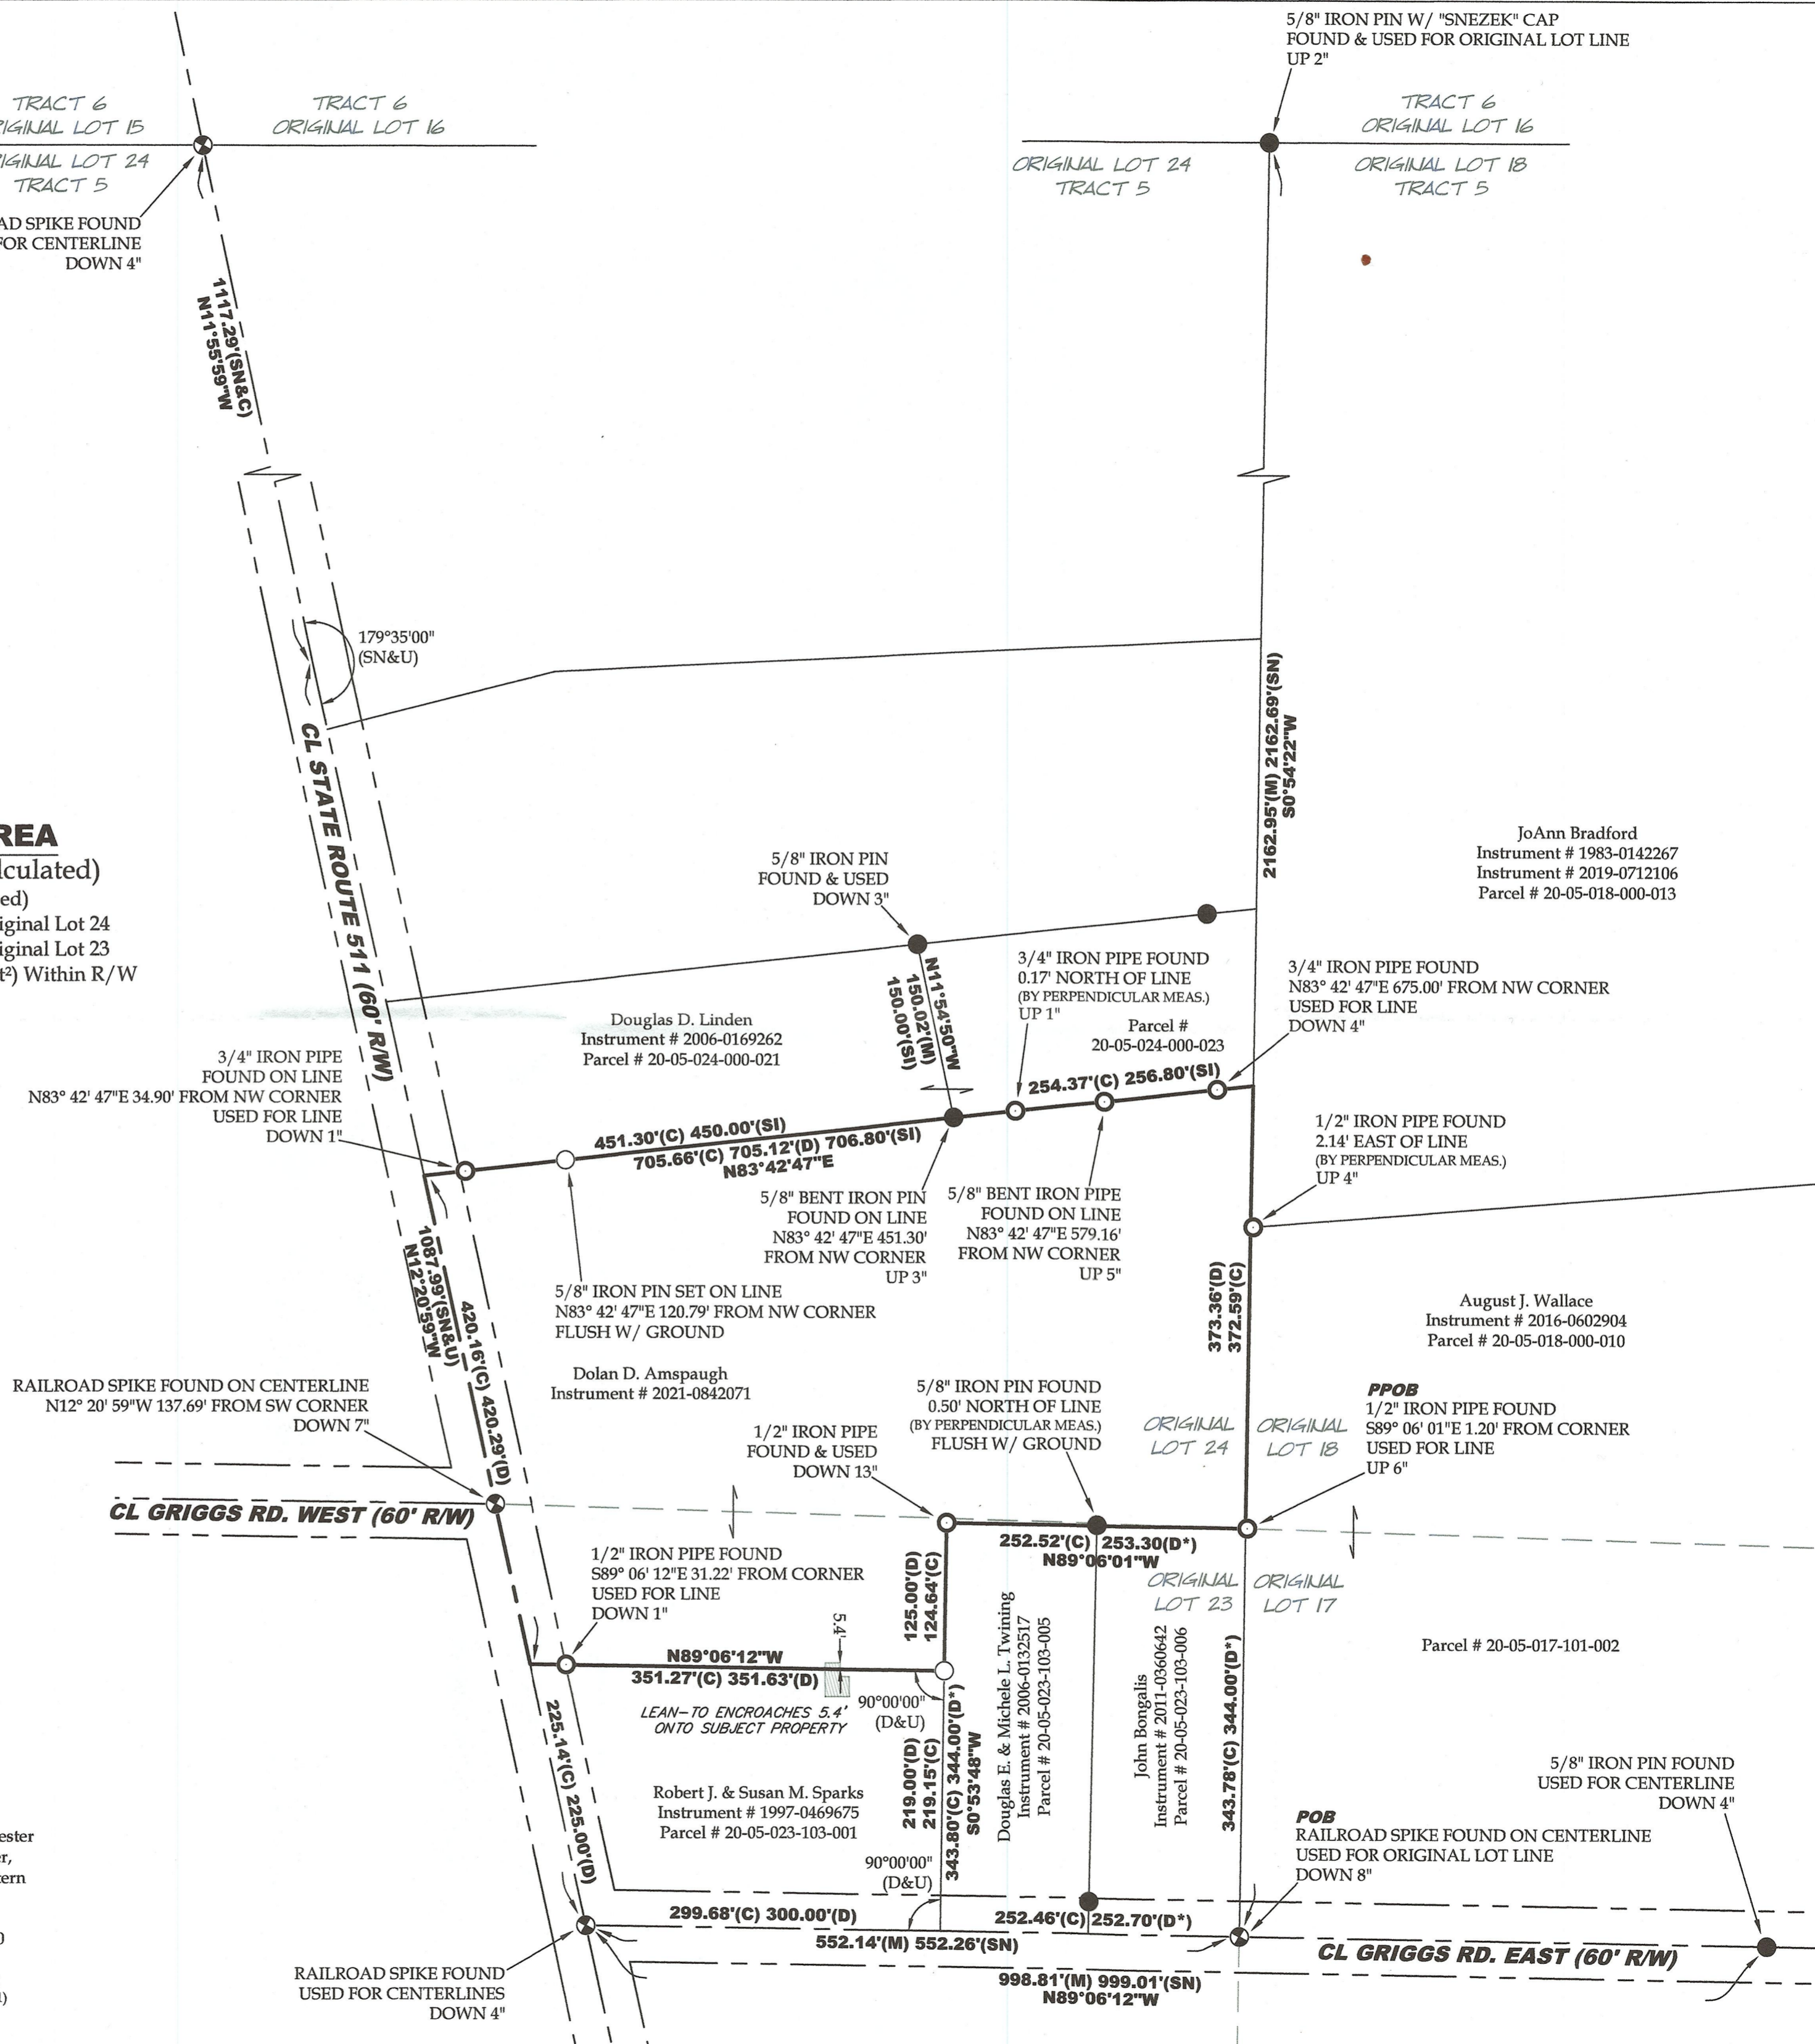 5/8" IRON PIN W/ "SNEZEK" CAP
FOUND & USED FOR ORIGINAL LOT LINE
UP 2"
TRACT 6
IGINAL LOT 15
TRACT 6
ORIGINAL LOT 16
IGINAL LOT 24
TRACT 5
AD SPIKE FOUND
FOR CENTERLINE
DOWN 4"
TRACT 6
ORIGINAL LOT 16
ORIGINAL LOT 24
TRACT 5
ORIGINAL LOT 18
TRACT 5
1117.29'(SN&C)
N11°55'59"W
179°35'00"
(SN&U)
CL STATE ROUTE 511 (60' R/W)
2162.95'(M) 2162.69'(SN)
S0°54'22"W
REA
lculated)
ed)
iginal Lot 24
iginal Lot 23
t²) Within R/W
JoAnn Bradford
Instrument # 1983-0142267
Instrument # 2019-0712106
Parcel # 20-05-018-000-013
5/8" IRON PIN
FOUND & USED
DOWN 3"
N11°54'50"W
150.02'(M)
150.00'(SI)
3/4" IRON PIPE FOUND
0.17' NORTH OF LINE
(BY PERPENDICULAR MEAS.)
UP 1"
Parcel #
20-05-024-000-023
3/4" IRON PIPE FOUND
N83° 42' 47"E 675.00' FROM NW CORNER
USED FOR LINE
DOWN 4"
Douglas D. Linden
Instrument # 2006-0169262
Parcel # 20-05-024-000-021
3/4" IRON PIPE
FOUND ON LINE
N83° 42' 47"E 34.90' FROM NW CORNER
USED FOR LINE
DOWN 1"
254.37'(C) 256.80'(SI)
451.30'(C) 450.00'(SI)
705.66'(C) 705.12'(D) 706.80'(SI)
N83°42'47"E
1/2" IRON PIPE FOUND
2.14' EAST OF LINE
(BY PERPENDICULAR MEAS.)
UP 4"
5/8" BENT IRON PIN
FOUND ON LINE
N83° 42' 47"E 451.30'
FROM NW CORNER
UP 3"
5/8" BENT IRON PIPE
FOUND ON LINE
N83° 42' 47"E 579.16'
FROM NW CORNER
UP 5"
5/8" IRON PIN SET ON LINE
N83° 42' 47"E 120.79' FROM NW CORNER
FLUSH W/ GROUND
1087.99'(SN&U)
N12°20'59"W
420.16'(C) 420.29'(D)
373.36'(D)
372.59'(C)
August J. Wallace
Instrument # 2016-0602904
Parcel # 20-05-018-000-010
Dolan D. Amspaugh
Instrument # 2021-0842071
RAILROAD SPIKE FOUND ON CENTERLINE
N12° 20' 59"W 137.69' FROM SW CORNER
DOWN 7"
1/2" IRON PIPE
FOUND & USED
DOWN 13"
5/8" IRON PIN FOUND
0.50' NORTH OF LINE
(BY PERPENDICULAR MEAS.)
FLUSH W/ GROUND
ORIGINAL
LOT 24
ORIGINAL
LOT 18
PPOB
1/2" IRON PIPE FOUND
S89° 06' 01"E 1.20' FROM CORNER
USED FOR LINE
UP 6"
CL GRIGGS RD. WEST (60' R/W)
252.52'(C) 253.30(D*)
N89°06'01"W
1/2" IRON PIPE FOUND
S89° 06' 12"E 31.22' FROM CORNER
USED FOR LINE
DOWN 1"
125.00'(D)
124.64'(C)
ORIGINAL
LOT 23
ORIGINAL
LOT 17
5.4'
N89°06'12"W
351.27'(C) 351.63'(D)
LEAN-TO ENCROACHES 5.4'
ONTO SUBJECT PROPERTY
90°00'00"
(D&U)
Parcel # 20-05-017-101-002
Douglas E. & Michele L. Twining
Instrument # 2006-0132517
Parcel # 20-05-023-103-005
John Bongalis
Instrument # 2011-0360642
Parcel # 20-05-023-103-006
343.78'(C) 344.00'(D*)
225.14'(C) 225.00'(D)
219.00'(D)
219.15'(C)
343.80'(C) 344.00'(D*)
S0°53'48"W
Robert J. & Susan M. Sparks
Instrument # 1997-0469675
Parcel # 20-05-023-103-001
5/8" IRON PIN FOUND
USED FOR CENTERLINE
DOWN 4"
POB
RAILROAD SPIKE FOUND ON CENTERLINE
USED FOR ORIGINAL LOT LINE
DOWN 8"
ester
er,
tern
90°00'00"
(D&U)
299.68'(C) 300.00'(D)
252.46'(C) 252.70'(D*)
552.14'(M) 552.26'(SN)
CL GRIGGS RD. EAST (60' R/W)
998.81'(M) 999.01'(SN)
N89°06'12"W
RAILROAD SPIKE FOUND
USED FOR CENTERLINES
DOWN 4"